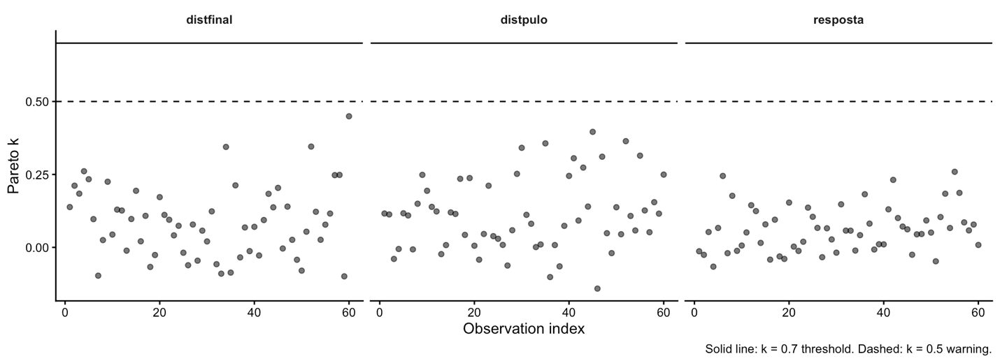 distfinal distpulo resposta
Pareto k
0.50
0.25
0.00
0 20 40 60 0 20 40 60 0 20 40 60
Observation index
Solid line: k = 0.7 threshold. Dashed: k = 0.5 warning.